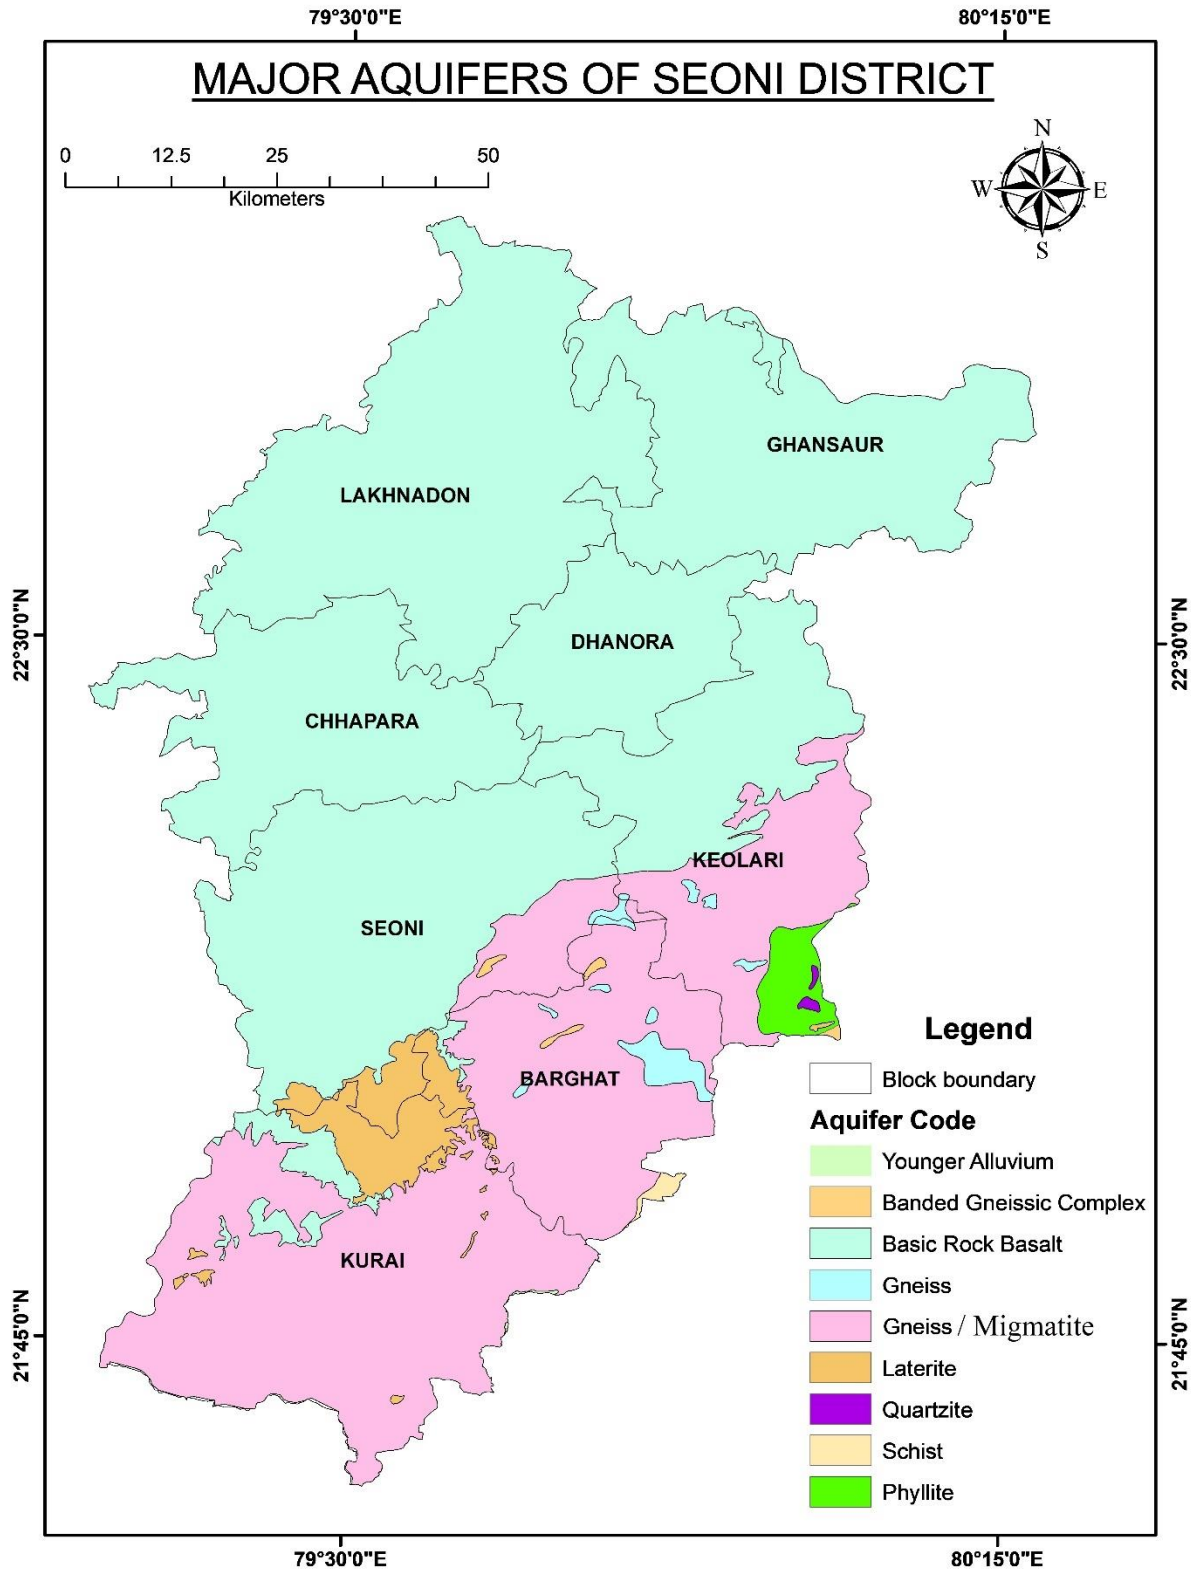 79°30'0"E 80°15'0"E
MAJOR AQUIFERS OF SEONI DISTRICT
0 12.5 25 50
Kilometers
N
W E
S
GHANSAUR
LAKHNADON
22°30'0"N
22°30'0"N
DHANORA
CHHAPARA
KEOLARI
SEONI
BARGHAT
KURAI
Legend
Block boundary
Aquifer Code
Younger Alluvium
Banded Gneissic Complex
Basic Rock Basalt
Gneiss
Gneiss / Migmatite
Laterite
Quartzite
Schist
Phyllite
21°45'0"N
21°45'0"N
79°30'0"E 80°15'0"E